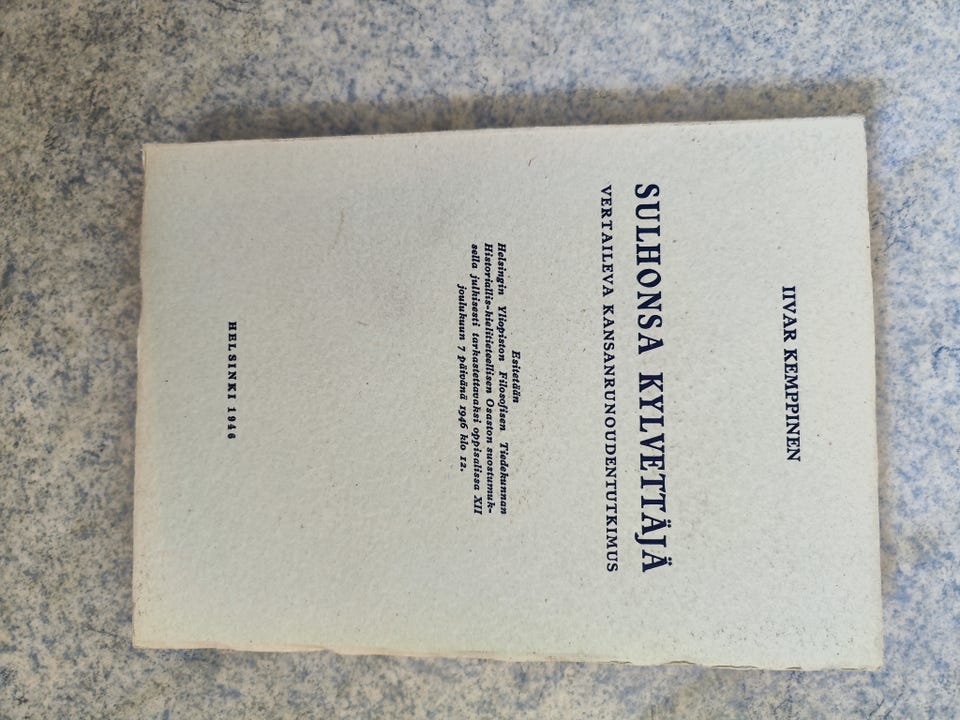 IIVAR KEMPPINEN
SULHONSA KYLVETTÄJÄ
VERTAILEVA KANSANRUNOUDENTUTKIMUS
Esitetään
Helsingin Yliopiston Filosofisen Tiedekunnan
Historiallis-kielitieteellisen Osaston suostumuk-
sella julkisesti tarkastettavaksi oppisalissa XII
joulukuun 7 päivänä 1946 klo 12.
HELSINKI 1946